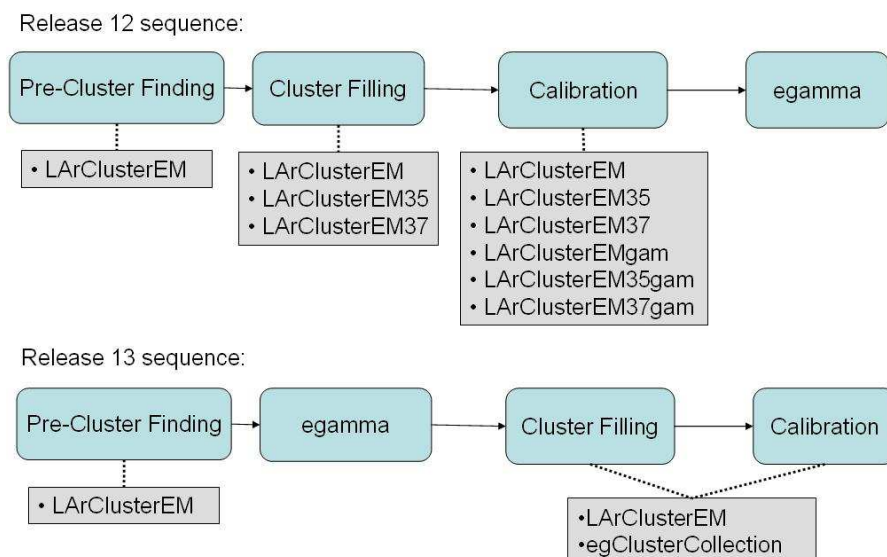 Release 12 sequence:
Pre-Cluster Finding
Cluster Filling
Calibration
egamma
• LArClusterEM
• LArClusterEM
• LArClusterEM35
• LArClusterEM37
• LArClusterEM
• LArClusterEM35
• LArClusterEM37
• LArClusterEMgam
• LArClusterEM35gam
• LArClusterEM37gam
Release 13 sequence:
Pre-Cluster Finding
egamma
Cluster Filling
Calibration
• LArClusterEM
•LArClusterEM
•egClusterCollection